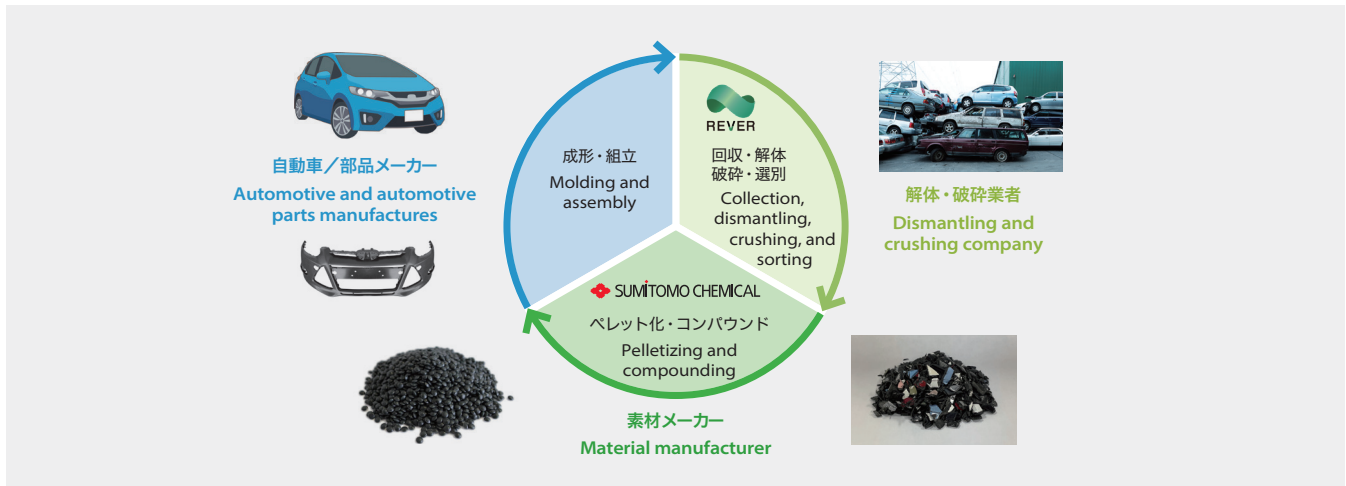 自動車／部品メーカー
Automotive and automotive
parts manufactures
成形・組立
Molding and
assembly
REVER
回収・解体
破砕・選別
Collection,
dismantling,
crushing, and
sorting
解体・破砕業者
Dismantling and
crushing company
SUMİTOMO CHEMICAL
ペレット化・コンパウンド
Pelletizing and
compounding
素材メーカー
Material manufacturer